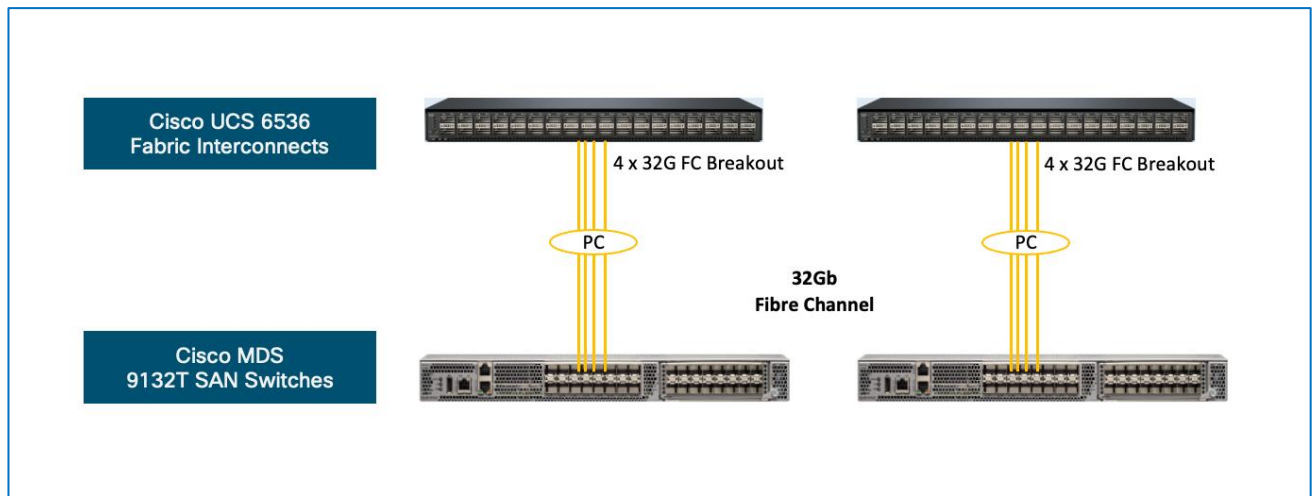 Cisco UCS 6536
Fabric Interconnects
4 x 32G FC Breakout
4 x 32G FC Breakout
PC
PC
32Gb
Fibre Channel
Cisco MDS
9132T SAN Switches